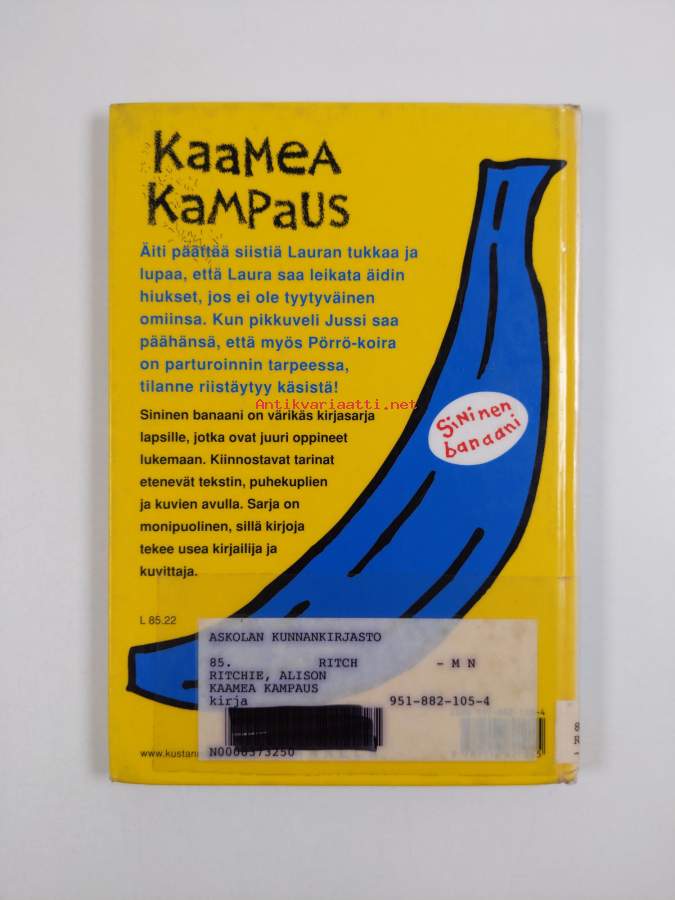 KaaMeA
KaMPaUS
Äiti päättää siistiä Lauran tukkaa ja
lupaa, että Laura saa leikata äidin
hiukset, jos ei ole tyytyväinen
omiinsa. Kun pikkuveli Jussi saa
päähänsä, että myös Pörrö-koira
on parturoinnin tarpeessa,
tilanne riistäytyy käsistä!
Antikvariaatti.net
Sininen banaani on värikäs kirjasarja
lapsille, jotka ovat juuri oppineet
lukemaan. Kiinnostavat tarinat
etenevät tekstin, puhekuplien
ja kuvien avulla. Sarja on
monipuolinen, sillä kirjoja
tekee usea kirjailija ja
kuvittaja.
SiNiNen
banaani
L 85.22
ASKOLAN KUNNANKIRJASTO
85. RITCH - M N
RITCHIE, ALISON
KAAMEA KAMPAUS
kirja 951-882-105-4
N0000373250
www.kustan